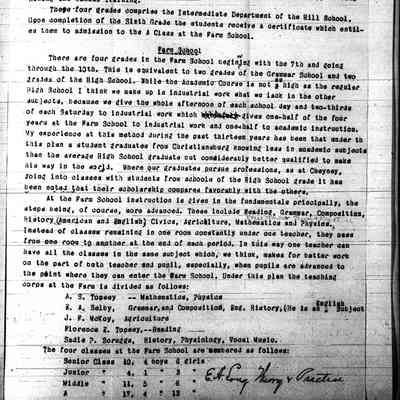 These four grades comprise the Intermediate Department of the Hill School.
Upon completion of the Sixth Grade the students receive a certificate which entil-
es them to admission to the A Class at the Farm School.
Farm School
There are four grades in the Farm School beginning with the 7th and going
through the 10th. This is equivalent to two grades of the Grammar School and two
grades of the High School. While the Academic Course is not as high as the regular
High School I think we make up in industrial work what we lack in the other
subjects, because we give the whole afternoon of each school day and two-thirds
of each Saturday to industrial work which gives one-half of the four
years at the Farm School to industrial work and one-half to academic instruction.
My experience at this method during the past thirteen years has been that under
this plan a student graduates from Christiansburg knowing less in academic subjects
than the average High School graduate but considerably better qualified to make
his way in the world. Where our graduates pursue professions, as at Cheyney,
going into classes with students from schools of the High School grade it has
been noted that their scholarship compares favorably with the others.
At the Farm School instruction is given in the fundamentals principally, the
steps being, of course, more advanced. These include Reading, Grammar, Composition,
History (American and English) Civics, Agriculture, Mathematics and Physics.
Instead of classes remaining in one room constantly under one teacher, they pass
from one room to another at the end of each period. In this way one teacher can
have all the classes in the same subject which, we think, makes for better work
on the part of both teacher and pupil, especially, when pupils are advanced to
the point where they can enter the Farm School. Under this plan the teaching
corps at the Farm is divided as follows:
A. S. Topsey -- Mathematics, Physics
E. A. Selby, Grammar, and Composition, Eng. History, (He is an English Subject
J. R. McKoy, Agriculture
Florence E. Topsey, -- Reading
Sadie P. Scraggs, History, Physiology, Vocal Music.
The four classes at the Farm School are numbered as follows:
Senior Class 10, 4 boys 6 girls
Junior " 4, 1 " 3 "
Middle " 11, 5 " 6 "
A " 17, 4 " 13 "
E. A. Long Theory & Practice